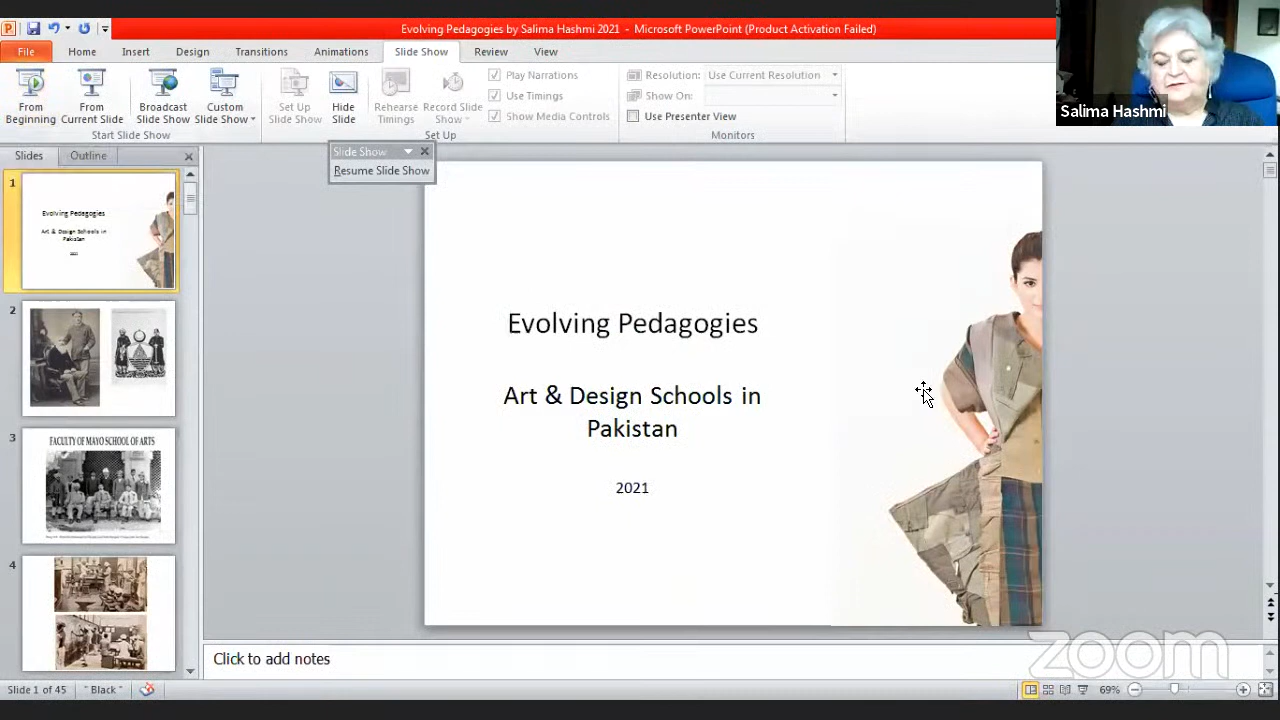 Evolving Pedagogies by Salima Hashmi 2021 - Microsoft PowerPoint (Product Activation Failed)
File Home Insert Design Transitions Animations Slide Show Review View
From Beginning
From Current Slide
Broadcast Slide Show
Custom Slide Show
Set Up Slide Show
Hide Slide
Rehearse Timings
Record Slide Show
Play Narrations
Use Timings
Show Media Controls
Resolution: Use Current Resolution
Show On:
Use Presenter View
Start Slide Show
Set Up
Monitors
Salima Hashmi
Slides Outline
Slide Show
Resume Slide Show
1
Evolving Pedagogies
Art & Design Schools in
Pakistan
2021
2
3
FACULTY OF MAYO SCHOOL OF ARTS
4
Evolving Pedagogies
Art & Design Schools in
Pakistan
2021
Click to add notes
zoom
Slide 1 of 45 "Black" 69%